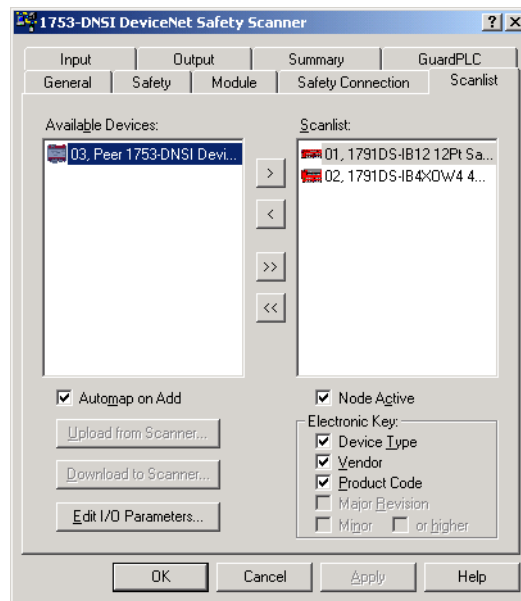 1753-DNSI DeviceNet Safety Scanner
Input Output Summary GuardPLC
General Safety Module Safety Connection Scanlist
Available Devices:
03, Peer 1753-DNSI Devi...
>
<
>>
<<
Scanlist:
01, 1791DS-IB12 12Pt Sa...
02, 1791DS-IB4XOW4 4...
Automap on Add
Upload from Scanner...
Download to Scanner...
Edit I/O Parameters...
Node Active
Electronic Key:
Device Type
Vendor
Product Code
Major Revision
Minor or higher
OK Cancel Apply Help